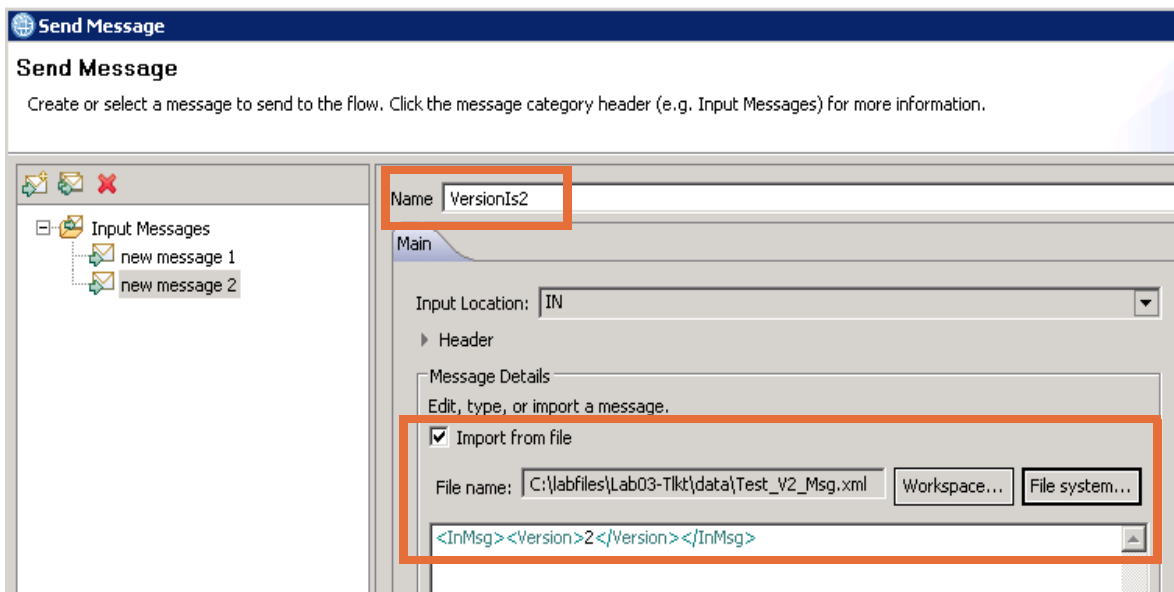 Send Message
Send Message
Create or select a message to send to the flow. Click the message category header (e.g. Input Messages) for more information.
Input Messages
new message 1
new message 2
Name VersionIs2
Main
Input Location: IN
Header
Message Details
Edit, type, or import a message.
Import from file
File name: C:\labfiles\Lab03-Tlkt\data\Test_V2_Msg.xml Workspace... File system...
<InMsg><Version>2</Version></InMsg>